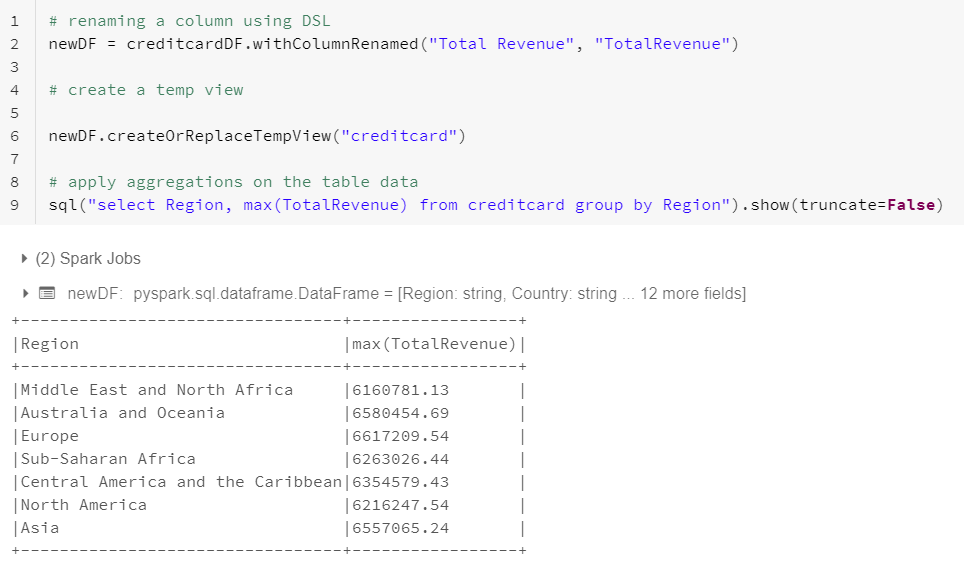 1 # renaming a column using DSL
2 newDF = creditcardDF.withColumnRenamed("Total Revenue", "TotalRevenue")
3
4 # create a temp view
5
6 newDF.createOrReplaceTempView("creditcard")
7
8 # apply aggregations on the table data
9 sql("select Region, max(TotalRevenue) from creditcard group by Region").show(truncate=False)
(2) Spark Jobs
newDF: pyspark.sql.dataframe.DataFrame = [Region: string, Country: string ... 12 more fields]
+---------------------------------+-----------------+
|Region                           |max(TotalRevenue)|
+---------------------------------+-----------------+
|Middle East and North Africa     |6160781.13       |
|Australia and Oceania            |6580454.69       |
|Europe                           |6617209.54       |
|Sub-Saharan Africa               |6263026.44       |
|Central America and the Caribbean|6354579.43       |
|North America                    |6216247.54       |
|Asia                             |6557065.24       |
+---------------------------------+-----------------+